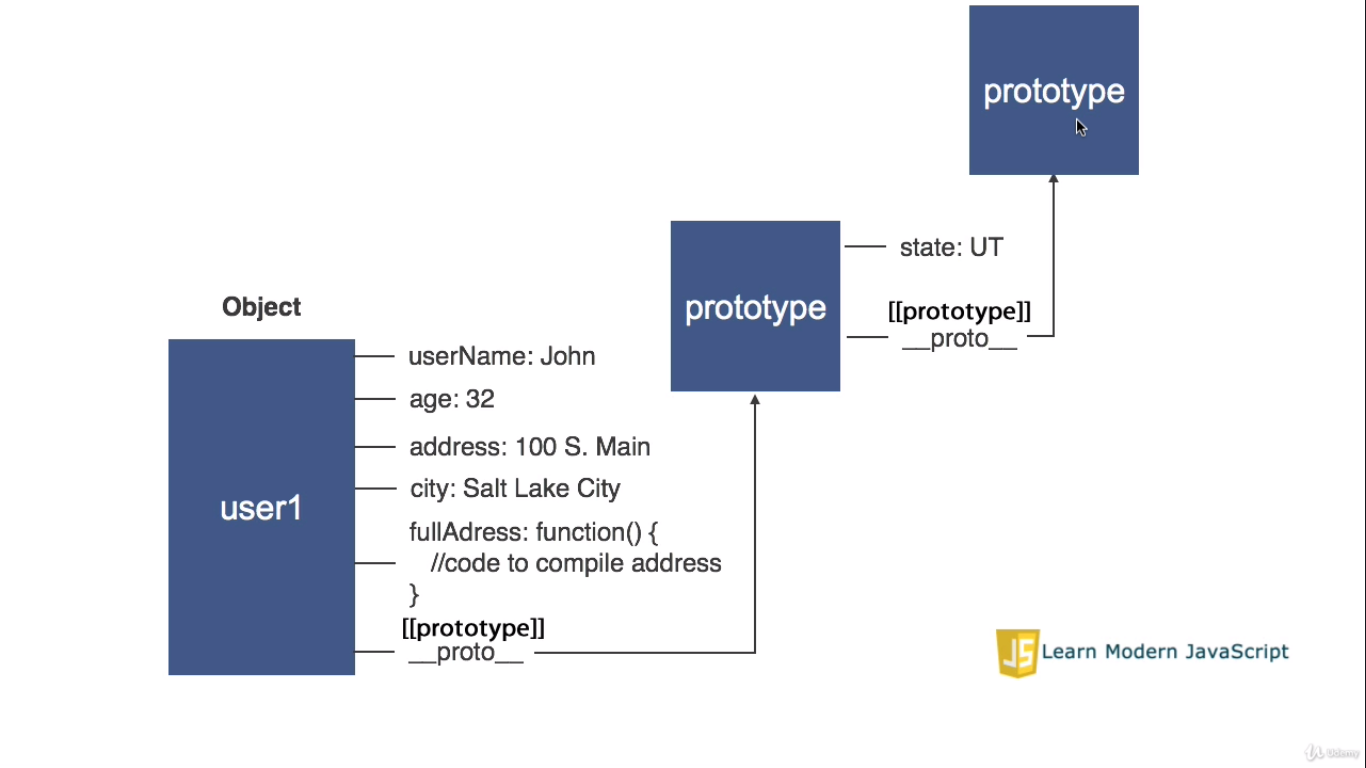 prototype
prototype
state: UT
[[prototype]]
__proto__
Object
user1
userName: John
age: 32
address: 100 S. Main
city: Salt Lake City
fullAdress: function() {
//code to compile address
}
[[prototype]]
__proto__
JS Learn Modern JavaScript
Udemy